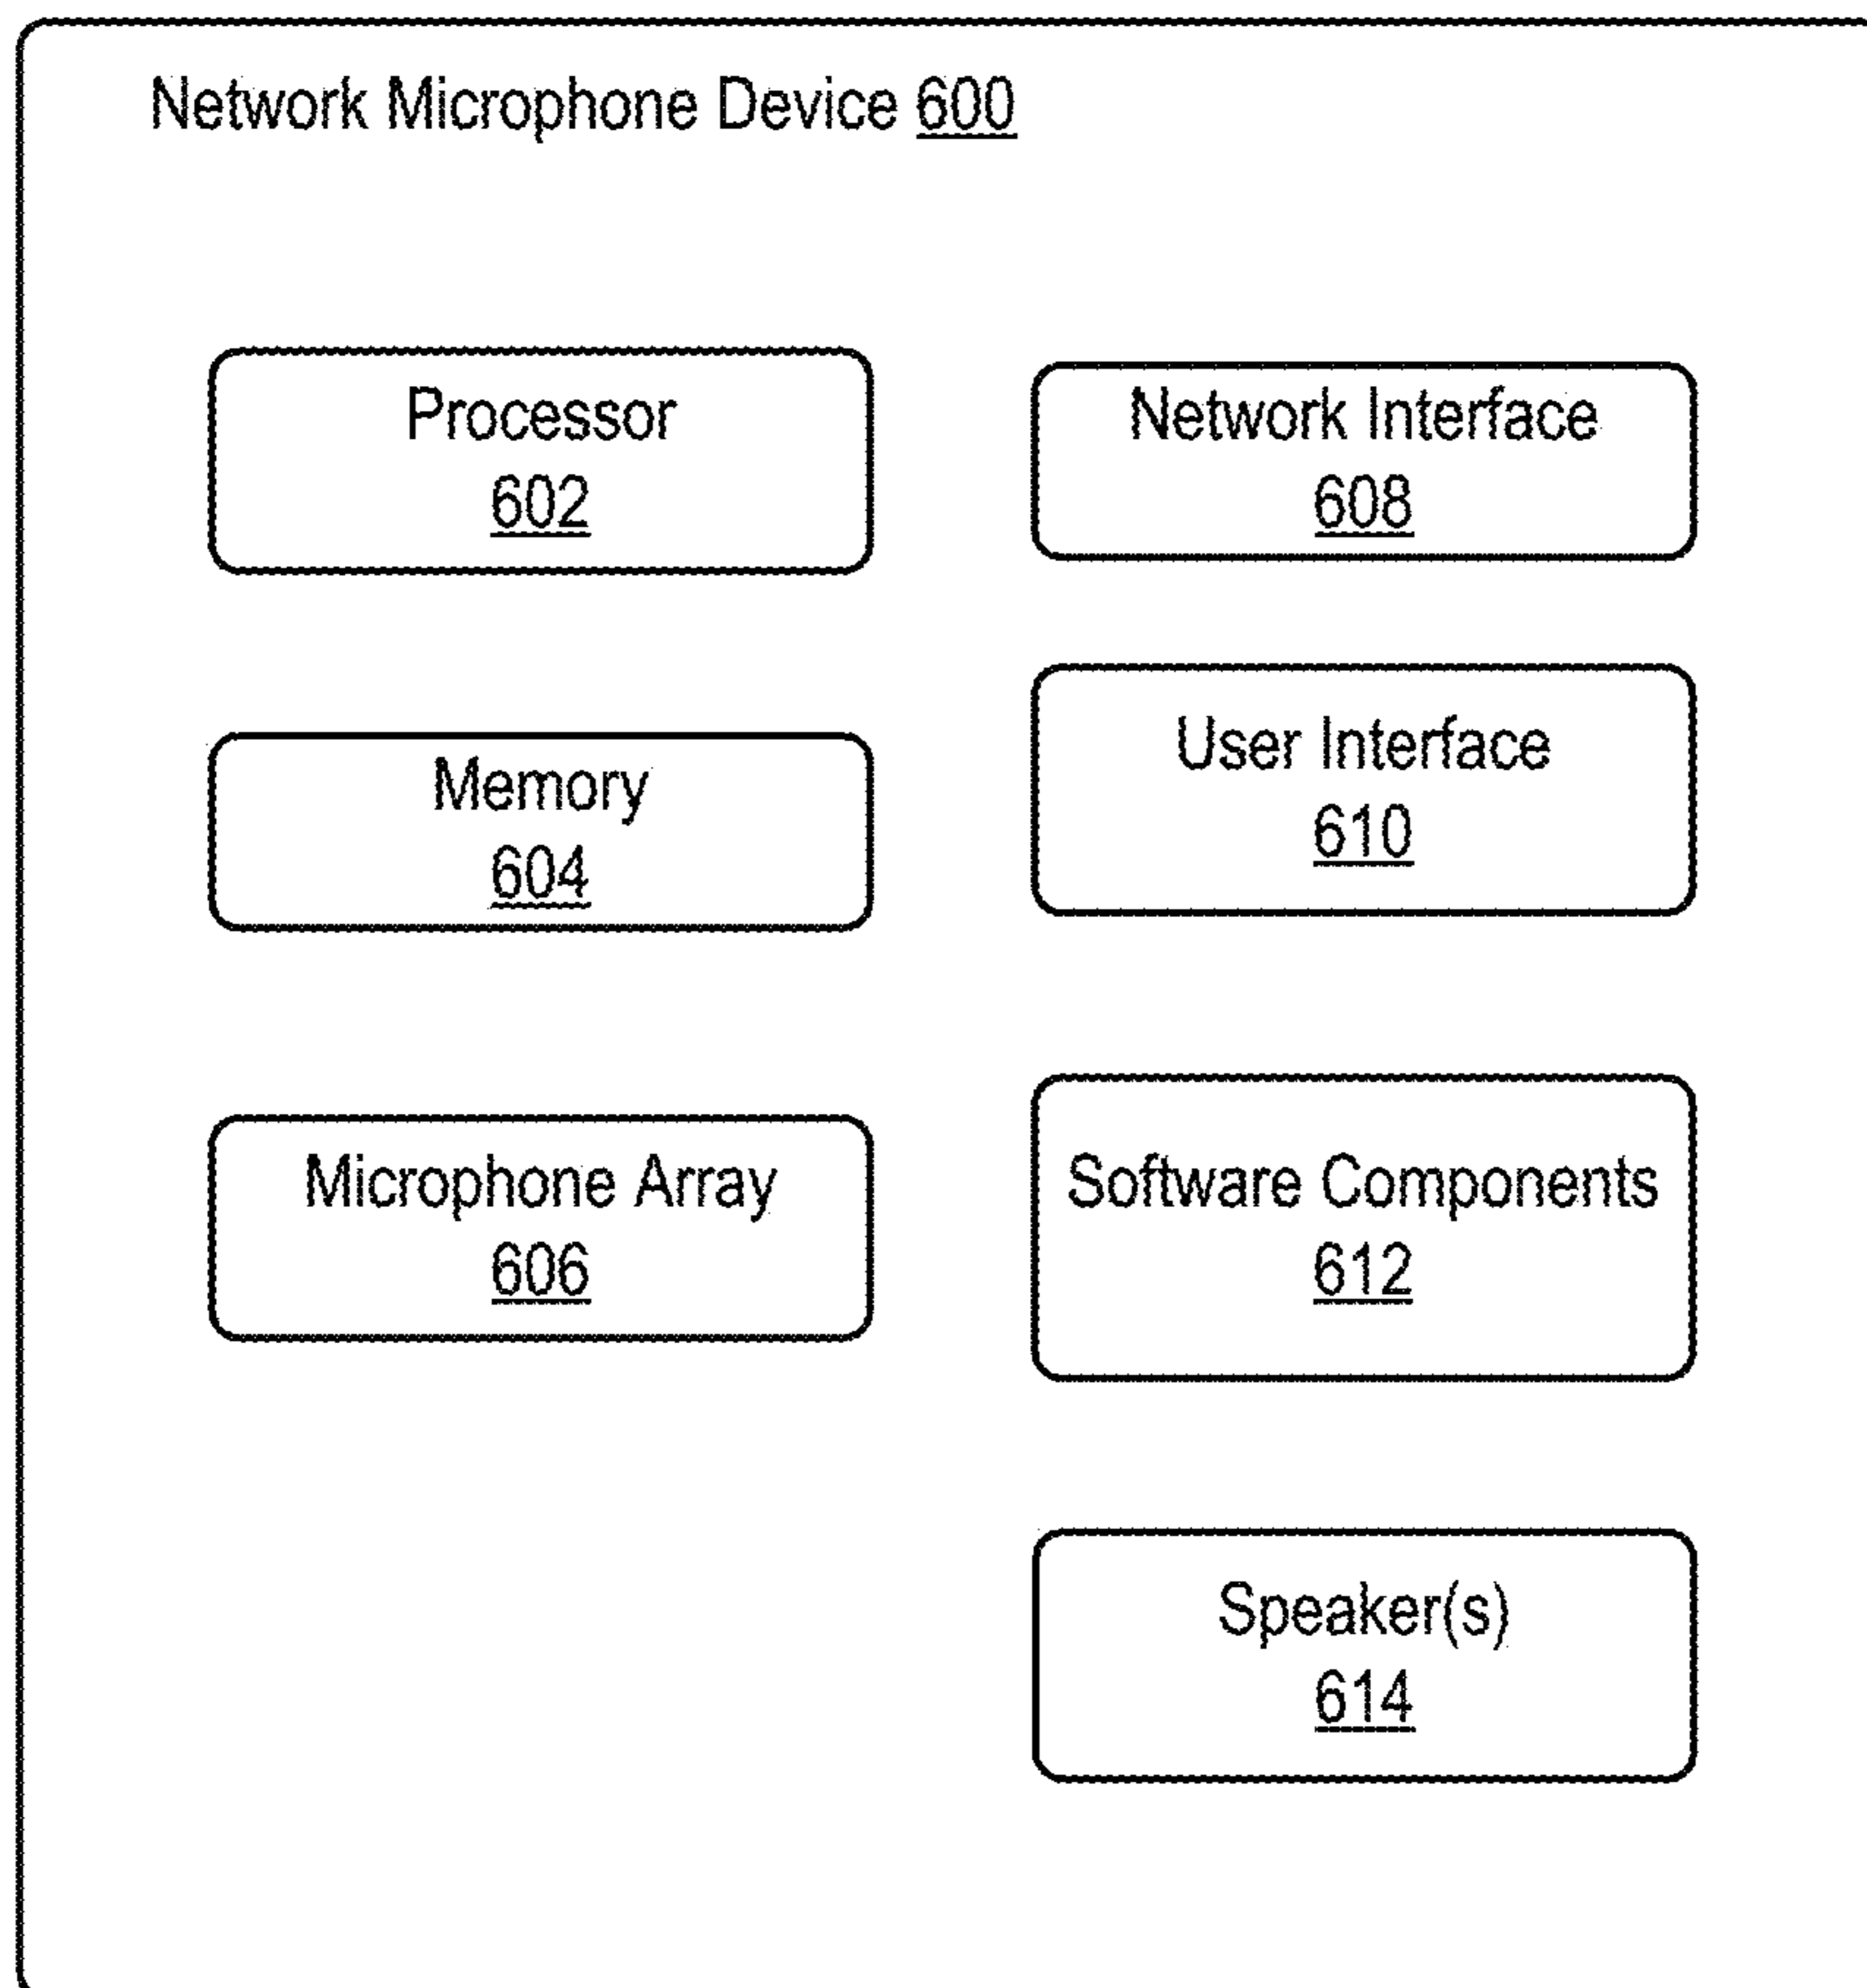 Network Microphone Device 600
Processor
602
Network Interface
608
Memory
604
User Interface
610
Microphone Array
606
Software Components
612
Speaker(s)
614